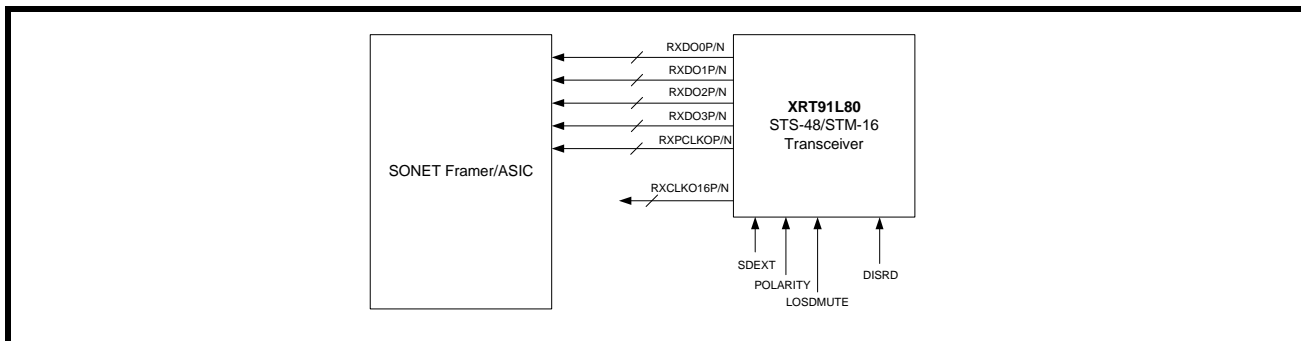 RXDO0P/N
RXDO1P/N
RXDO2P/N
RXDO3P/N
RXPCLKOP/N
RXCLKO16P/N
SONET Framer/ASIC
XRT91L80
STS-48/STM-16
Transceiver
SDEXT
POLARITY
LOSDMUTE
DISRD